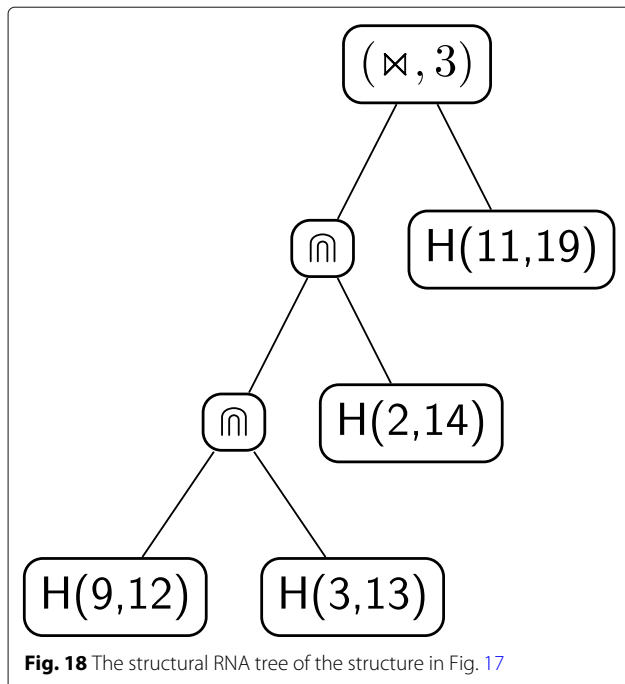 (⋈, 3)
⋒
H(11,19)
⋒
H(2,14)
H(9,12)
H(3,13)
Fig. 18 The structural RNA tree of the structure in Fig. 17